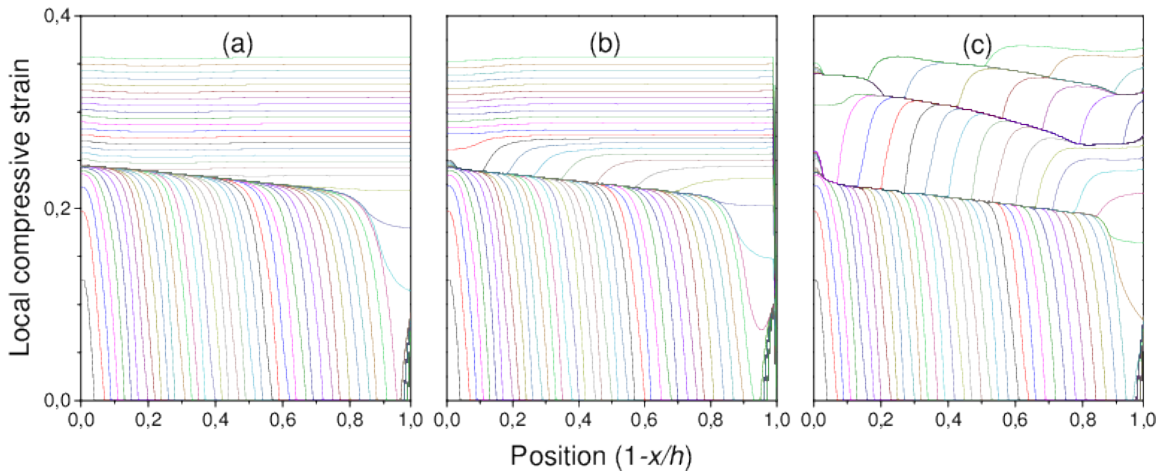 (a) (b) (c)
Local compressive strain
0,4
0,2
0,0
0,0 0,2 0,4 0,6 0,8 1,0
0,0 0,2 0,4 0,6 0,8 1,0
0,0 0,2 0,4 0,6 0,8 1,0
Position (1-x/h)